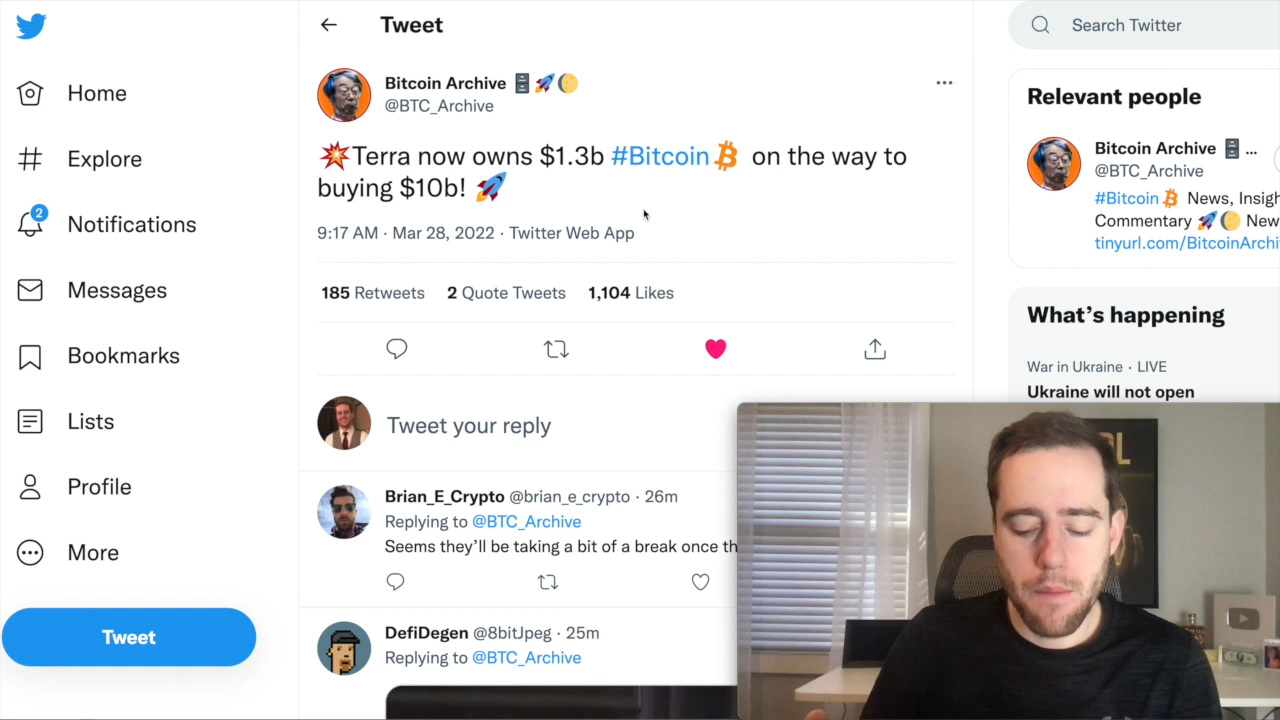 Tweet
Search Twitter
Home
Explore
2
Notifications
Messages
Bookmarks
Lists
Profile
More
Tweet
Bitcoin Archive 🗄️🚀🌔
@BTC_Archive
💥Terra now owns $1.3b #Bitcoin on the way to
buying $10b! 🚀
9:17 AM · Mar 28, 2022 · Twitter Web App
185 Retweets 2 Quote Tweets 1,104 Likes
Tweet your reply
Brian_E_Crypto @brian_e_crypto · 26m
Replying to @BTC_Archive
Seems they'll be taking a bit of a break once th
DefiDegen @8bitJpeg · 25m
Replying to @BTC_Archive
Relevant people
Bitcoin Archive 🗄️ ...
@BTC_Archive
#Bitcoin News, Insigh
Commentary 🚀🌔 New
tinyurl.com/BitcoinArchi
What's happening
War in Ukraine · LIVE
Ukraine will not open